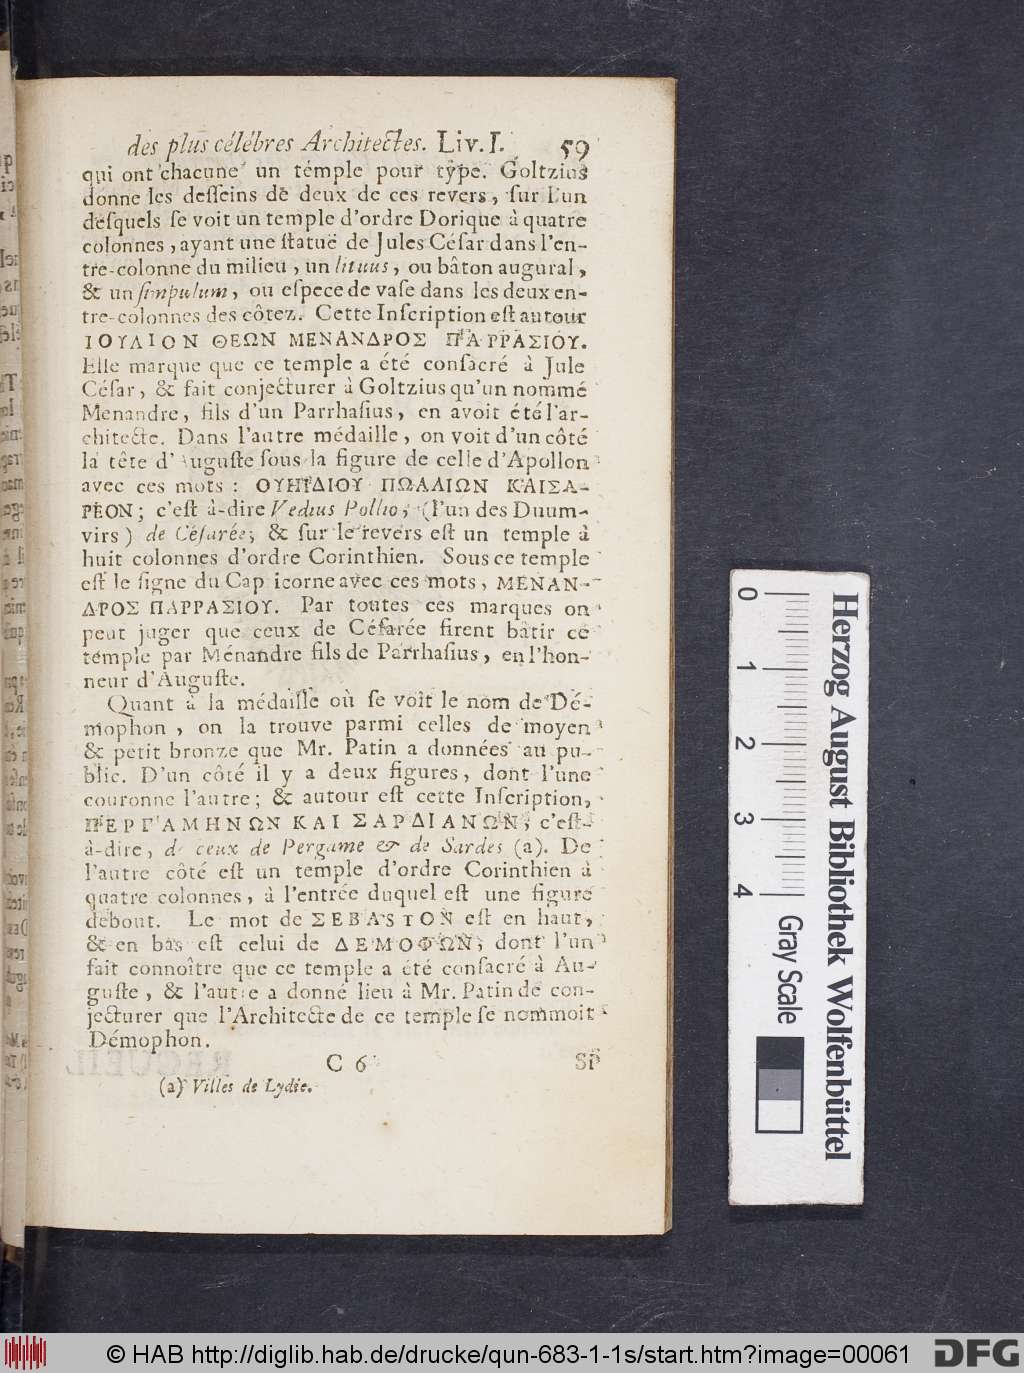 des plus célébres Architectes. Liv. I. 59
qui ont chacune un témple pour type. Goltzius
donne les desseins de deux de ces revers, sur l'un
desquels se voit un temple d'ordre Dorique à quatre
colonnes, ayant une statuë de Jules César dans l'en-
tre-colonne du milieu, un lituus, ou bâton augural,
& un simpulum, ou espece de vase dans les deux en-
tre-colonnes des côtez. Cette Inscription est autour
ΙΟΥΛΙΟΝ ΘΕΩΝ ΜΕΝΑΝΔΡΟΣ ΠΑΡΡΑΣΙΟΥ.
Elle marque que ce temple a été consacré à Jule
César, & fait conjecturer à Goltzius qu'un nommé
Menandre, fils d'un Parrhasius, en avoit été l'ar-
chitecte. Dans l'autre médaille, on voit d'un côté
la tête d'Auguste sous la figure de celle d'Apollon
avec ces mots: ΟΥΗΙΔΙΟΥ ΠΩΛΛΙΩΝ ΚΑΙΣΑ-
ΡΕΟΝ; c'est à-dire Vedius Pollio, (l'un des Duum-
virs) de Césarée; & sur le revers est un temple à
huit colonnes d'ordre Corinthien. Sous ce temple
est le signe du Cap icorne avec ces mots, ΜΕΝΑΝ-
ΔΡΟΣ ΠΑΡΡΑΣΙΟΥ. Par toutes ces marques on
peut juger que ceux de Césarée firent bâtir ce
témple par Ménandre fils de Parrhasius, en l'hon-
neur d'Auguste.
Quant à la médaille où se voit le nom de Dé-
mophon, on la trouve parmi celles de moyen
& petit bronze que Mr. Patin a données au pu-
blic. D'un côté il y a deux figures, dont l'une
couronne l'autre; & autour est cette Inscription,
ΠΕΡΓΑΜΗΝΩΝ ΚΑΙ ΣΑΡΔΙΑΝΩΝ, c'est-
à-dire, de ceux de Pergame & de Sardes (a). De
l'autre côté est un temple d'ordre Corinthien à
quatre colonnes, à l'entrée duquel est une figure
debout. Le mot de ΣΕΒΑΣΤΟΝ est en haut,
& en bas est celui de ΔΕΜΟΦΩΝ; dont l'un
fait connoître que ce temple a été consacré à Au-
guste, & l'autre a donné lieu à Mr. Patin de con-
jecturer que l'Architecte de ce temple se nommoit
Démophon.
C 6 SI
(a) Villes de Lydie.
Herzog August Bibliothek Wolfenbüttel
0 1 2 3 4 Gray Scale
© HAB http://diglib.hab.de/drucke/qun-683-1-1s/start.htm?image=00061 DFG